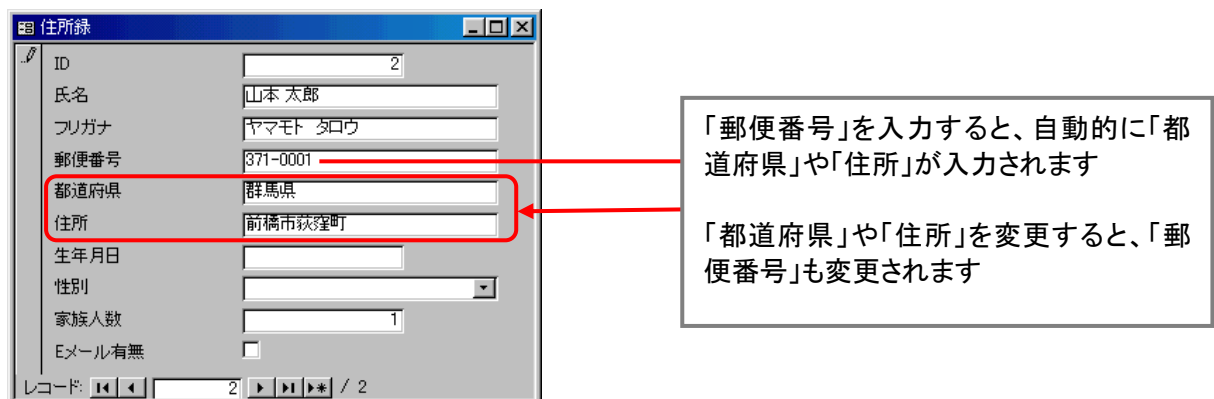 住所録
ID 2
氏名 山本 太郎
フリガナ ヤマモト タロウ
郵便番号 371-0001
都道府県 群馬県
住所 前橋市荻窪町
生年月日
性別
家族人数 1
Eメール有無
レコード: 2 / 2
「郵便番号」を入力すると、自動的に「都
道府県」や「住所」が入力されます
「都道府県」や「住所」を変更すると、「郵
便番号」も変更されます